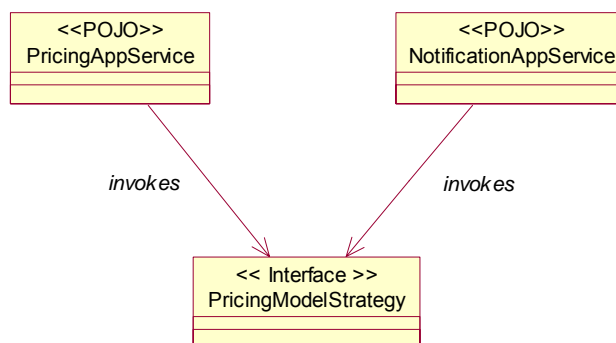 <<POJO>>
PricingAppService
<<POJO>>
NotificationAppService
invokes
invokes
<< Interface >>
PricingModelStrategy